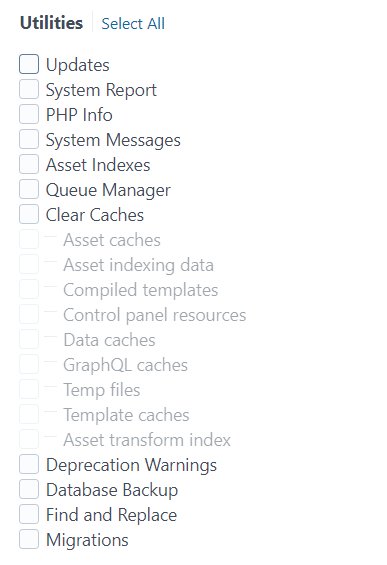 Utilities Select All
Updates
System Report
PHP Info
System Messages
Asset Indexes
Queue Manager
Clear Caches
Asset caches
Asset indexing data
Compiled templates
Control panel resources
Data caches
GraphQL caches
Temp files
Template caches
Asset transform index
Deprecation Warnings
Database Backup
Find and Replace
Migrations